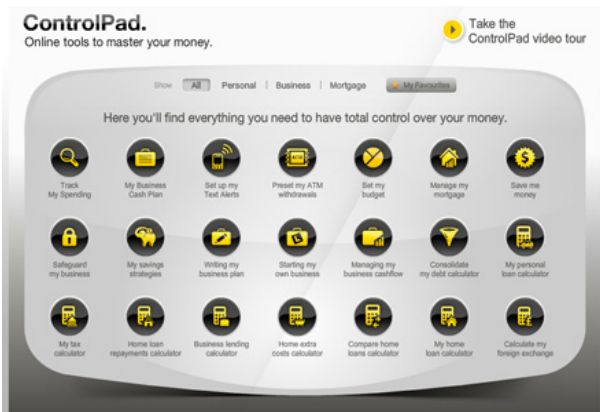 ControlPad.
Online tools to master your money.
Take the
ControlPad video tour
Show All Personal | Business | Mortgage My Favourites
Here you'll find everything you need to have total control over your money.
Track
My Spending
My Business
Cash Plan
Set up my
Text Alerts
ATM
Preset my ATM
withdrawals
Set my
budget
Manage my
mortgage
Save me
money
Safeguard
my business
My savings
strategies
Writing my
business plan
Starting my
own business
Managing my
business cashflow
Consolidate
my debt calculator
My personal
loan calculator
My tax
calculator
Home loan
repayments calculator
Business lending
calculator
Home extra
costs calculator
Compare home
loans calculator
My home
loan calculator
Calculate my
foreign exchange